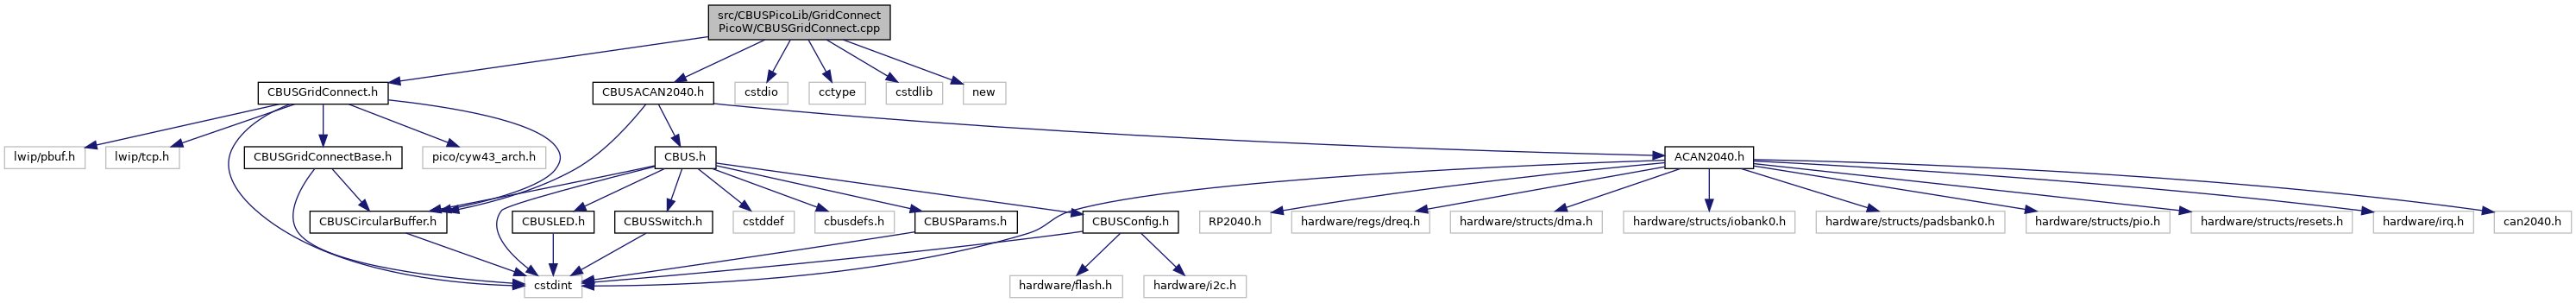 src/CBUSPicoLib/GridConnect
PicoW/CBUSGridConnect.cpp
CBUSGridConnect.h
CBUSACAN2040.h
cstdio
cctype
cstdlib
new
lwip/pbuf.h
lwip/tcp.h
CBUSGridConnectBase.h
pico/cyw43_arch.h
CBUS.h
ACAN2040.h
CBUSCircularBuffer.h
CBUSLED.h
CBUSSwitch.h
cstddef
cbusdefs.h
CBUSParams.h
CBUSConfig.h
RP2040.h
hardware/regs/dreq.h
hardware/structs/dma.h
hardware/structs/iobank0.h
hardware/structs/padsbank0.h
hardware/structs/pio.h
hardware/structs/resets.h
hardware/irq.h
can2040.h
cstdint
hardware/flash.h
hardware/i2c.h